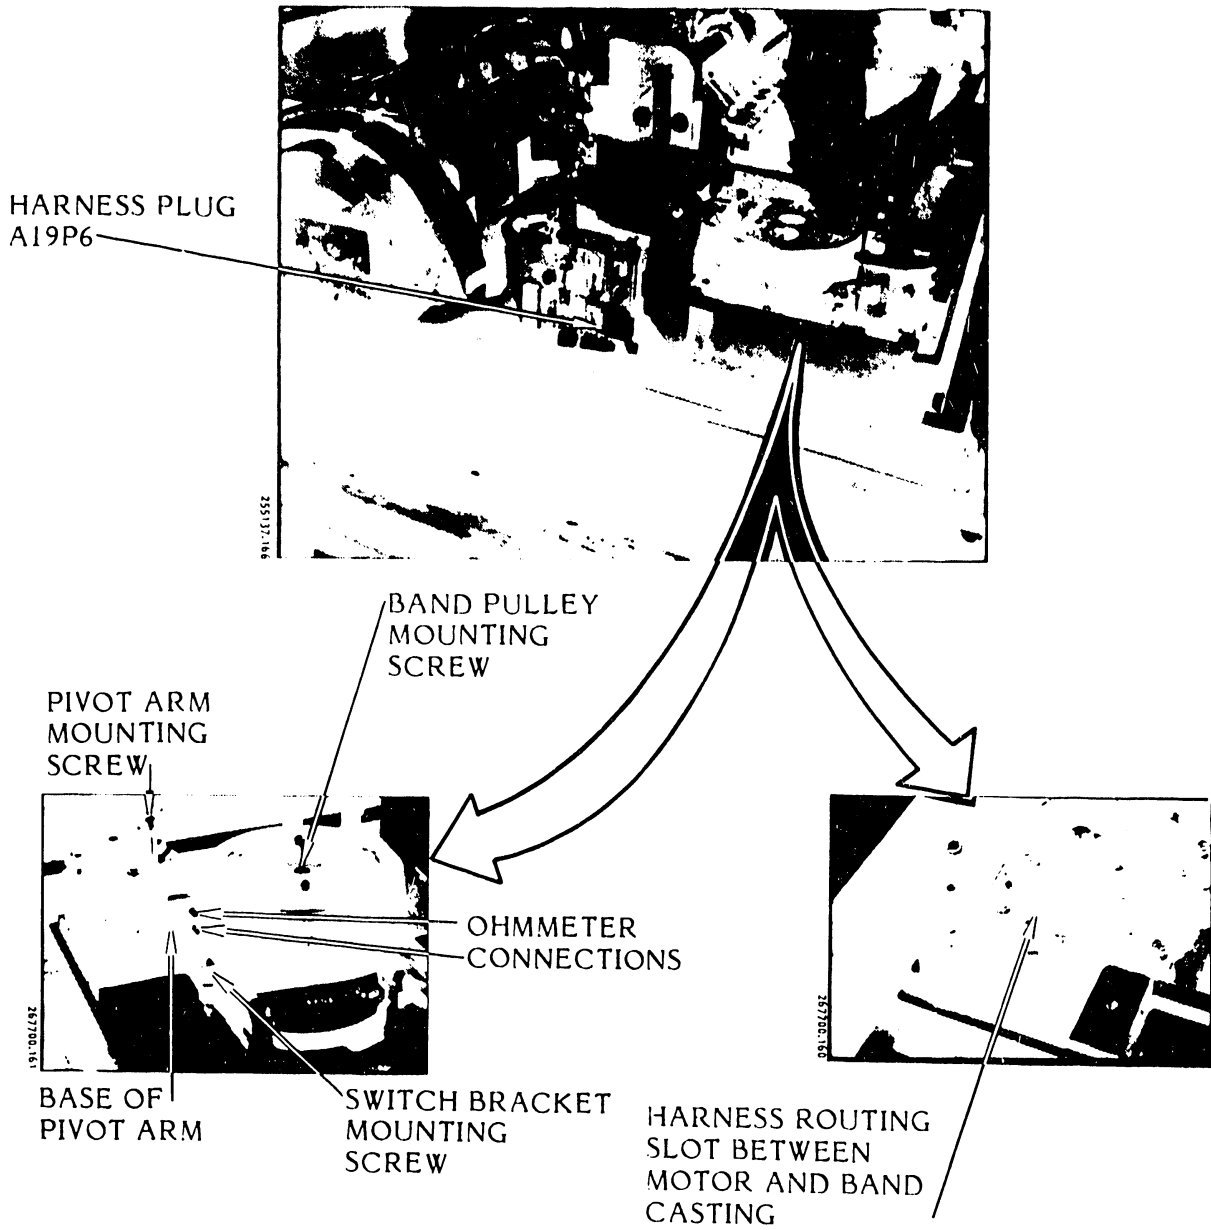 HARNESS PLUG
A19P6
255137.166
BAND PULLEY
MOUNTING
SCREW
PIVOT ARM
MOUNTING
SCREW
OHMMETER
CONNECTIONS
267700.161
267700.160
BASE OF
PIVOT ARM
SWITCH BRACKET
MOUNTING
SCREW
HARNESS ROUTING
SLOT BETWEEN
MOTOR AND BAND
CASTING